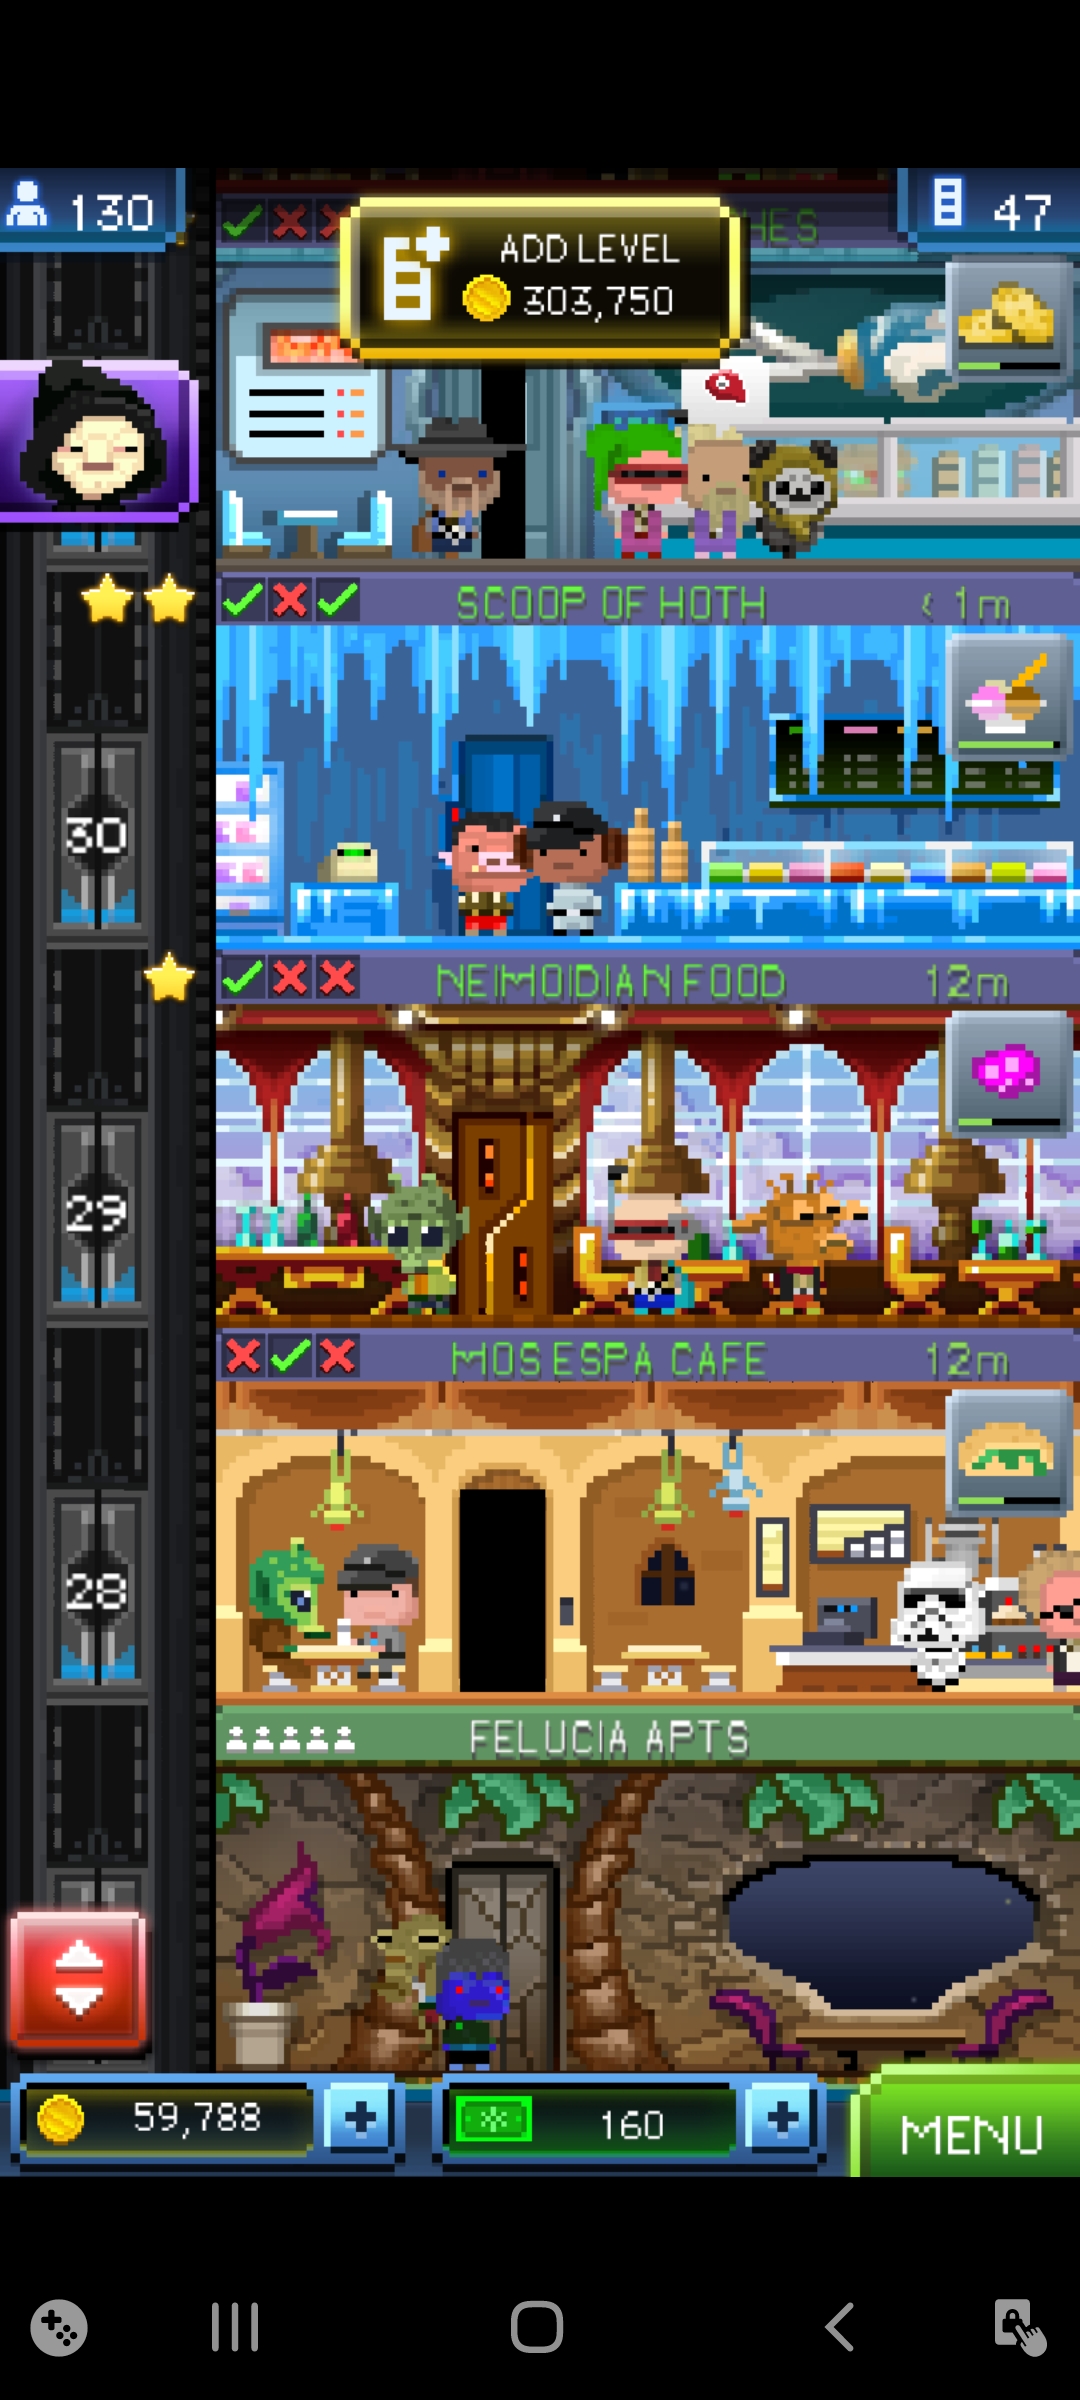 130
HES
47
ADD LEVEL
303,750
SCOOP OF HOTH < 1m
30
NEIMOIDIAN FOOD 12m
29
MOS ESPA CAFE 12m
28
FELUCIA APTS
59,788
160
MENU